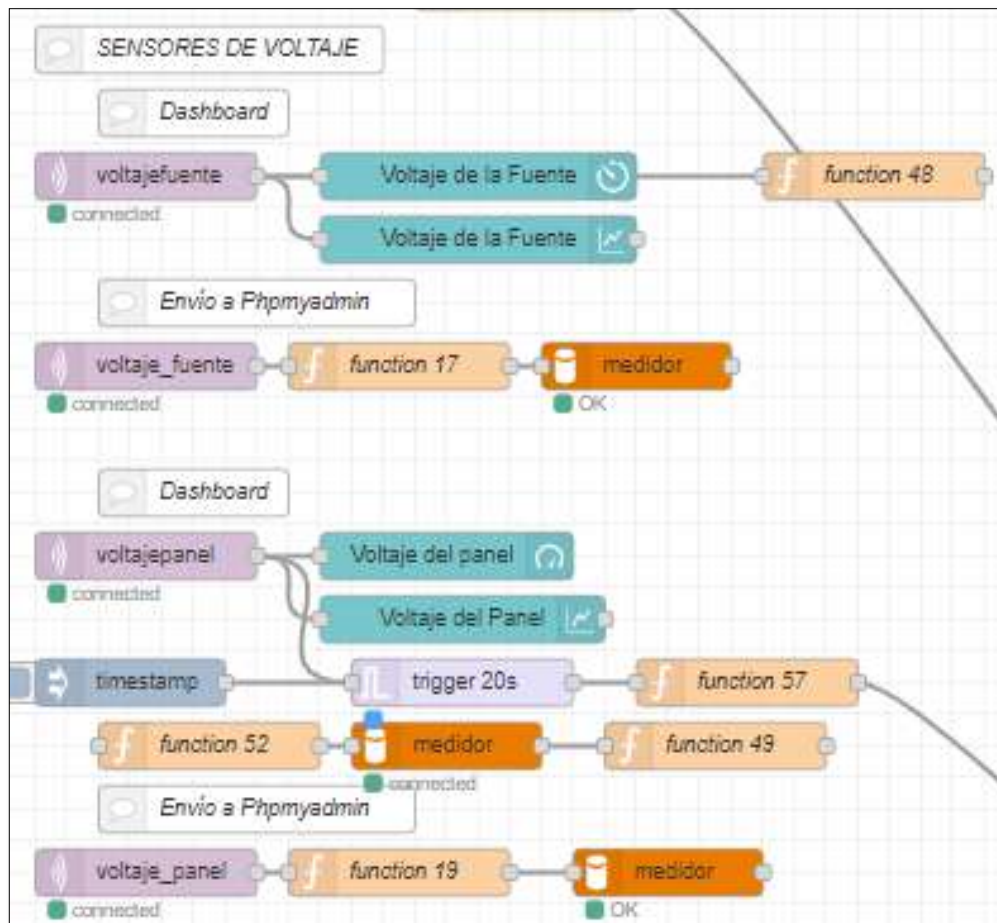 SENSORES DE VOLTAJE
Dashboard
voltajefuente
Voltaje de la Fuente
function 48
connected
Voltaje de la Fuente
Envío a Phpmyadmin
voltaje_fuente
function 17
medidor
connected
OK
Dashboard
voltajepanel
Voltaje del panel
connected
Voltaje del Panel
timestamp
trigger 20s
function 57
function 52
medidor
function 49
connected
Envío a Phpmyadmin
voltaje_panel
function 19
medidor
connected
OK